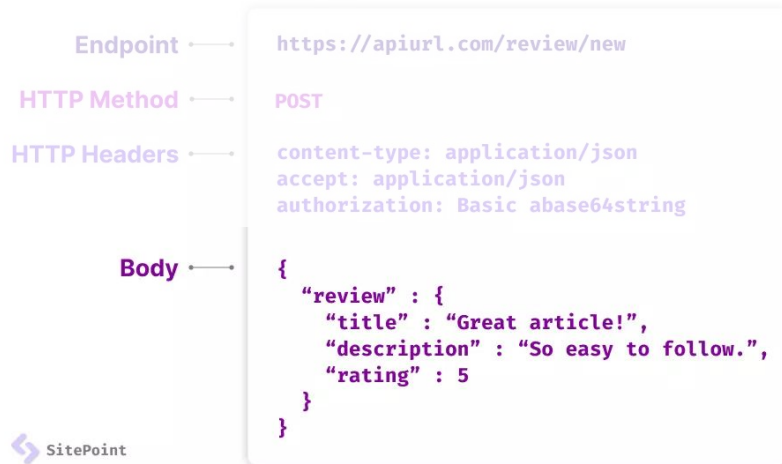 Endpoint https://apiurl.com/review/new
HTTP Method POST
HTTP Headers content-type: application/json
accept: application/json
authorization: Basic abase64string
Body {
“review” : {
“title” : “Great article!”,
“description” : “So easy to follow.”,
“rating” : 5
}
}
SitePoint